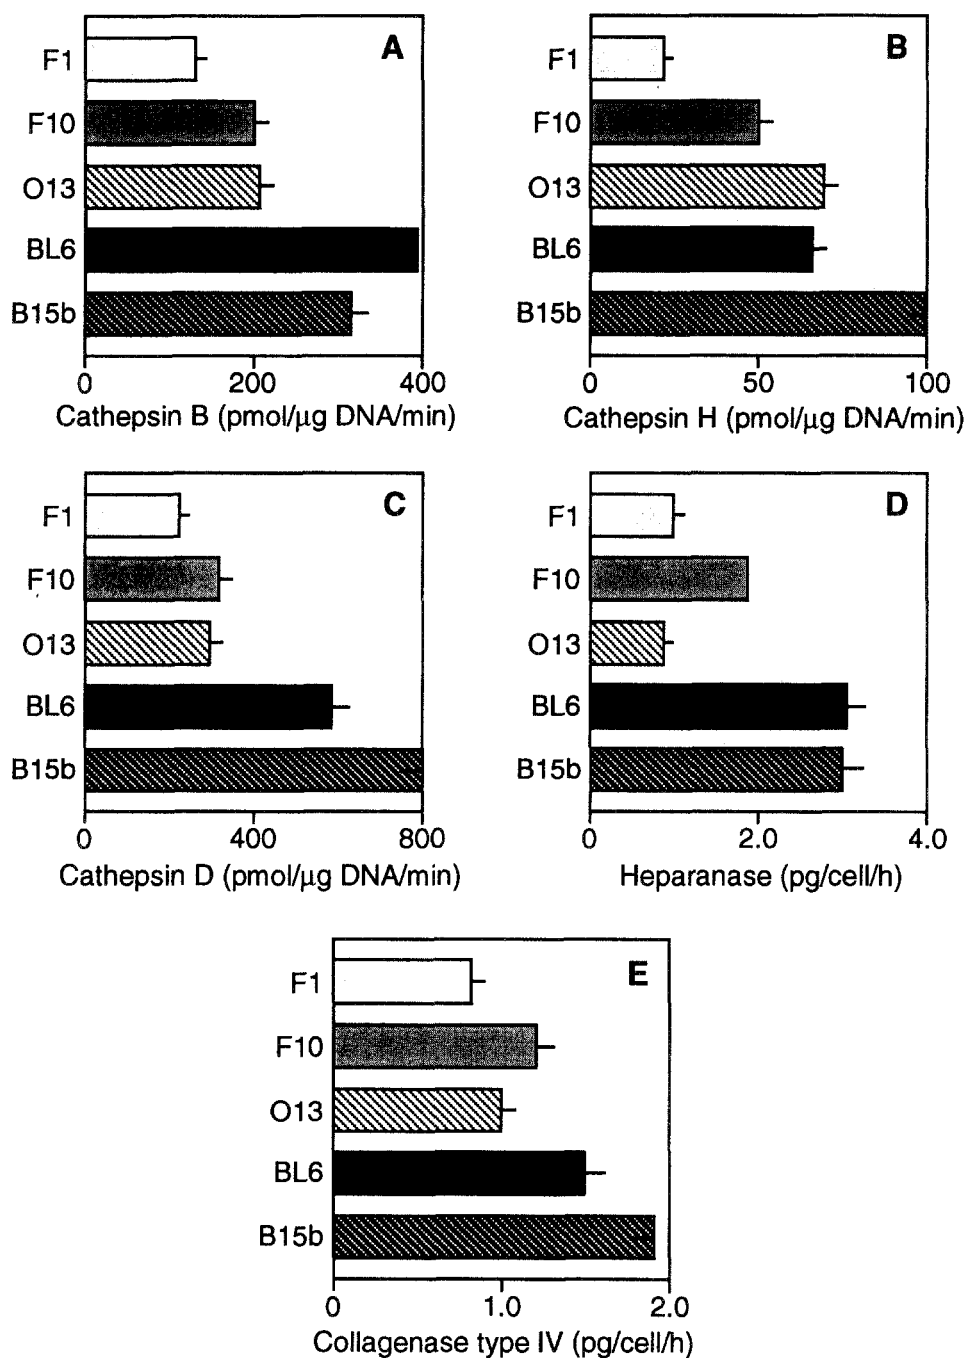 A
F1
F10
O13
BL6
B15b
0 200 400
Cathepsin B (pmol/μg DNA/min)
B
F1
F10
O13
BL6
B15b
0 50 100
Cathepsin H (pmol/μg DNA/min)
C
F1
F10
O13
BL6
B15b
0 400 800
Cathepsin D (pmol/μg DNA/min)
D
F1
F10
O13
BL6
B15b
0 2.0 4.0
Heparanase (pg/cell/h)
E
F1
F10
O13
BL6
B15b
0 1.0 2.0
Collagenase type IV (pg/cell/h)